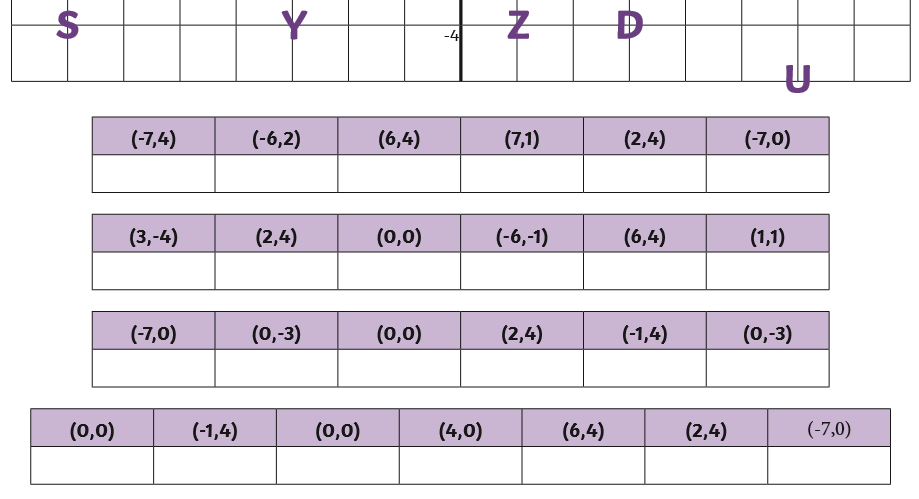 S Y -4 Z D
U
(-7,4) (-6,2) (6,4) (7,1) (2,4) (-7,0)
(3,-4) (2,4) (0,0) (-6,-1) (6,4) (1,1)
(-7,0) (0,-3) (0,0) (2,4) (-1,4) (0,-3)
(0,0) (-1,4) (0,0) (4,0) (6,4) (2,4) (-7,0)